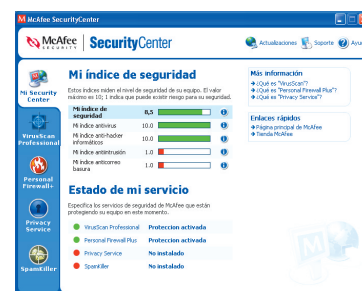 McAfee SecurityCenter
McAfee SECURITY SecurityCenter
Actualizaciones Soporte Ayu
Mi Security Center
VirusScan Professional
Personal Firewall+
Privacy Service
SpamKiller
Mi índice de seguridad
Estos índices miden el nivel de seguridad de su equipo. El valor
máximo es 10; 1 indica que puede existir riesgo para su seguridad.
Mi índice de seguridad 8,5
Mi índice antivirus 10.0
Mi índice anti-hacker informáticos 10.0
Mi índice antiintrusión 1.0
Mi índice anticorreo basura 1.0
Estado de mi servicio
Especifica los servicios de seguridad de McAfee que están
protegiendo su equipo en este momento.
VirusScan Professional Proteccion activada
Personal Firewall Plus Proteccion activada
Privacy Service No instalado
SpamKiller No instalado
Más información
¿Qué es "VirusScan"?
¿Qué es "Personal Firewall Plus"?
¿Qué es "Privacy Service"?
Enlaces rápidos
Página principal de McAfee
Tienda McAfee